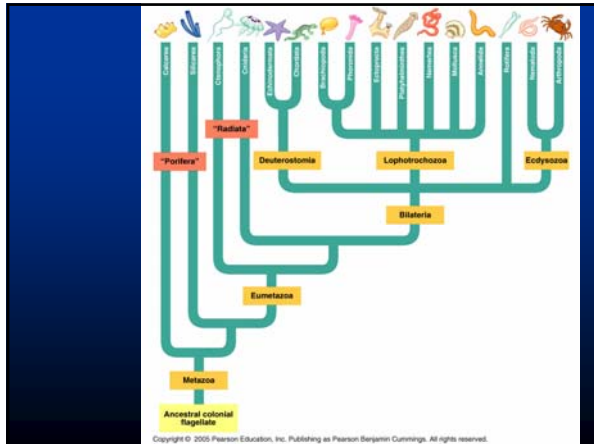 Calcarea
Silicarea
Ctenophora
Cnidaria
Echinodermata
Chordata
Brachiopoda
Phoronida
Ectoprocta
Platyhelminthes
Nemertea
Mollusca
Annelida
Rotifera
Nematoda
Arthropoda
"Radiata"
"Porifera"
Deuterostomia
Lophotrochozoa
Ecdysozoa
Bilateria
Eumetazoa
Metazoa
Ancestral colonial
flagellate
Copyright © 2005 Pearson Education, Inc. Publishing as Pearson Benjamin Cummings. All rights reserved.